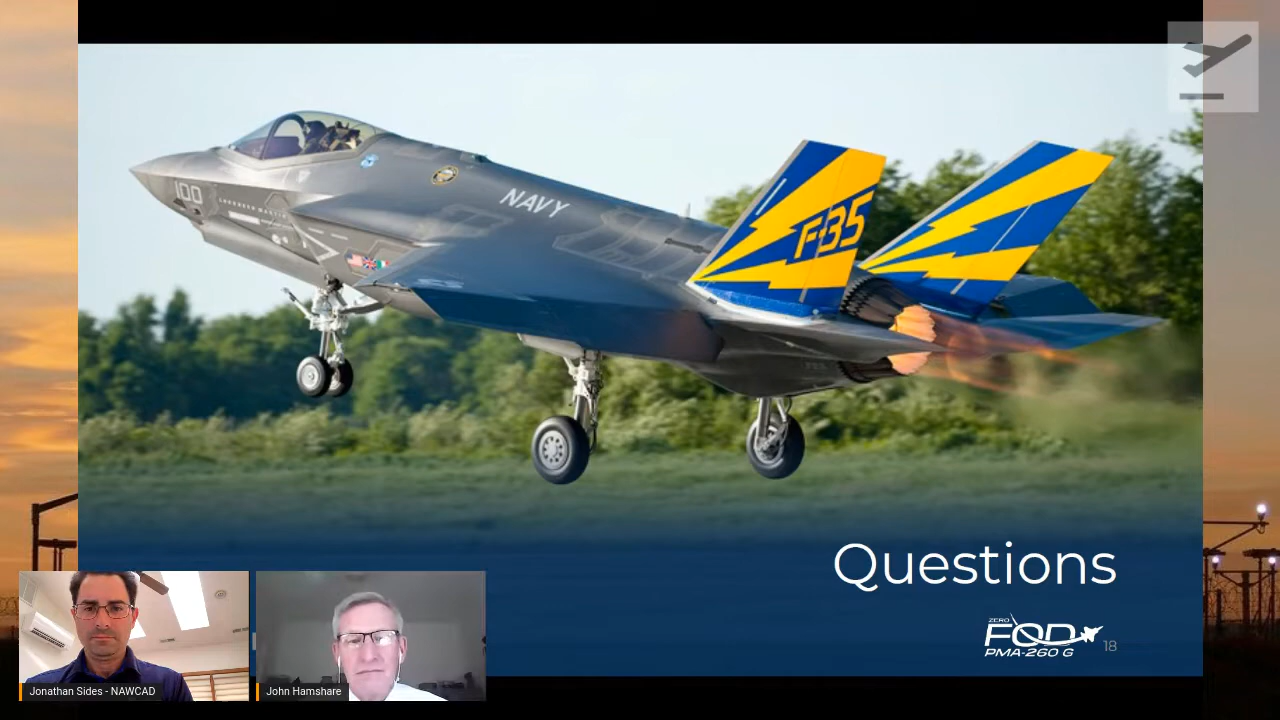 100
NAVY
F-35
Questions
ZERO
FOD
PMA-260 G
18
Jonathan Sides - NAWCAD
John Hamshare